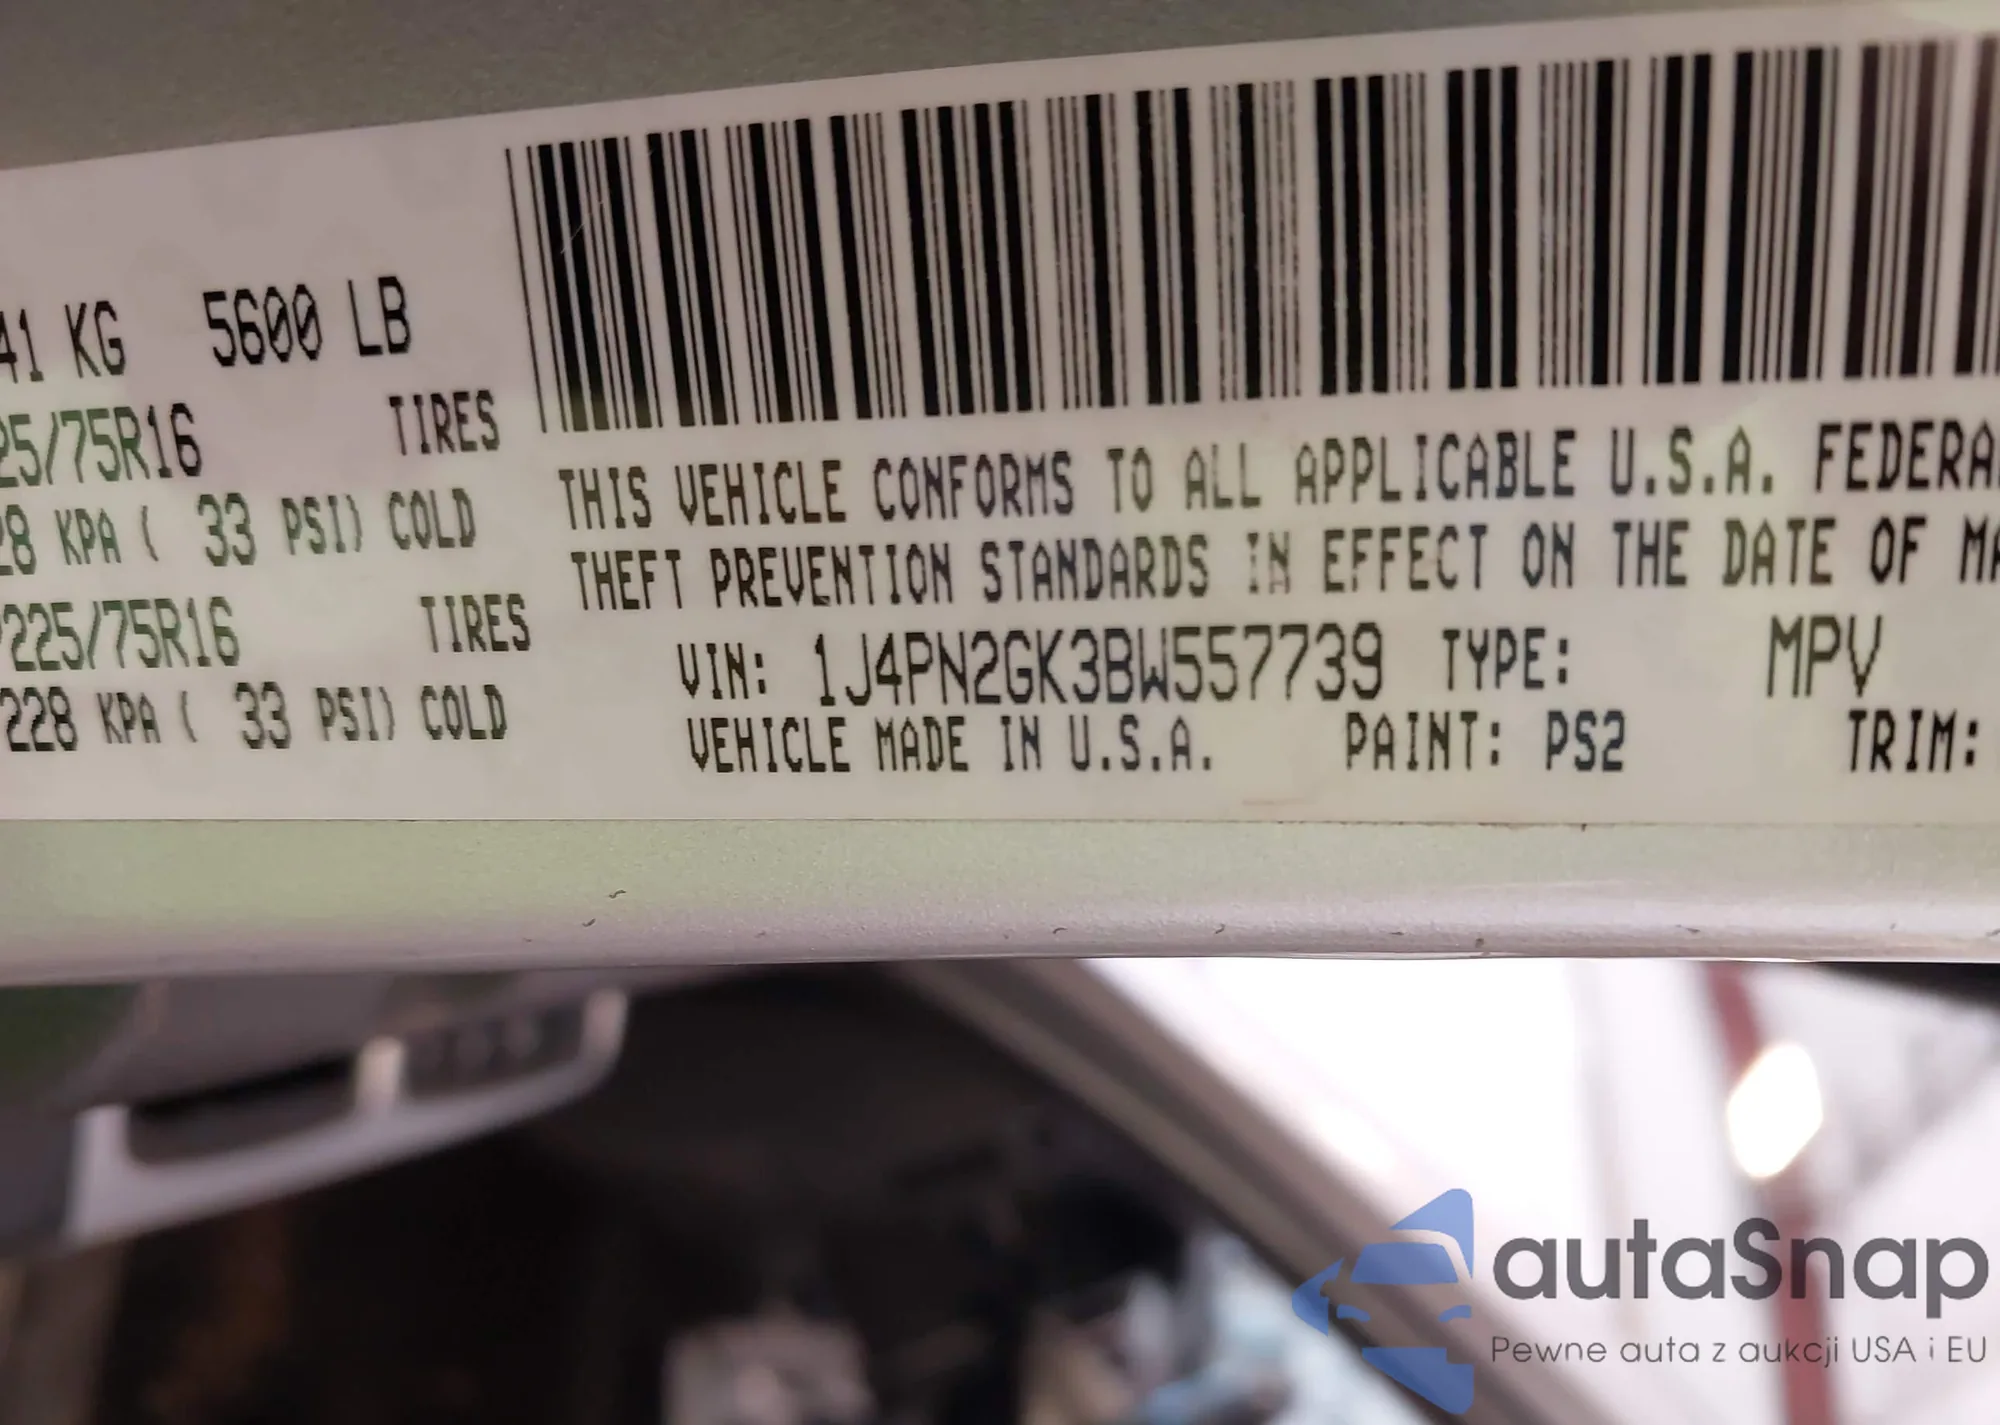 41 KG 5600 LB
25/75R16 TIRES
28 KPA ( 33 PSI) COLD
P225/75R16 TIRES
228 KPA ( 33 PSI) COLD
THIS VEHICLE CONFORMS TO ALL APPLICABLE U.S.A. FEDERA
THEFT PREVENTION STANDARDS IN EFFECT ON THE DATE OF MA
VIN: 1J4PN2GK3BW557739 TYPE: MPV
VEHICLE MADE IN U.S.A. PAINT: PS2 TRIM:
autaSnap
Pewne auta z aukcji USA i EU